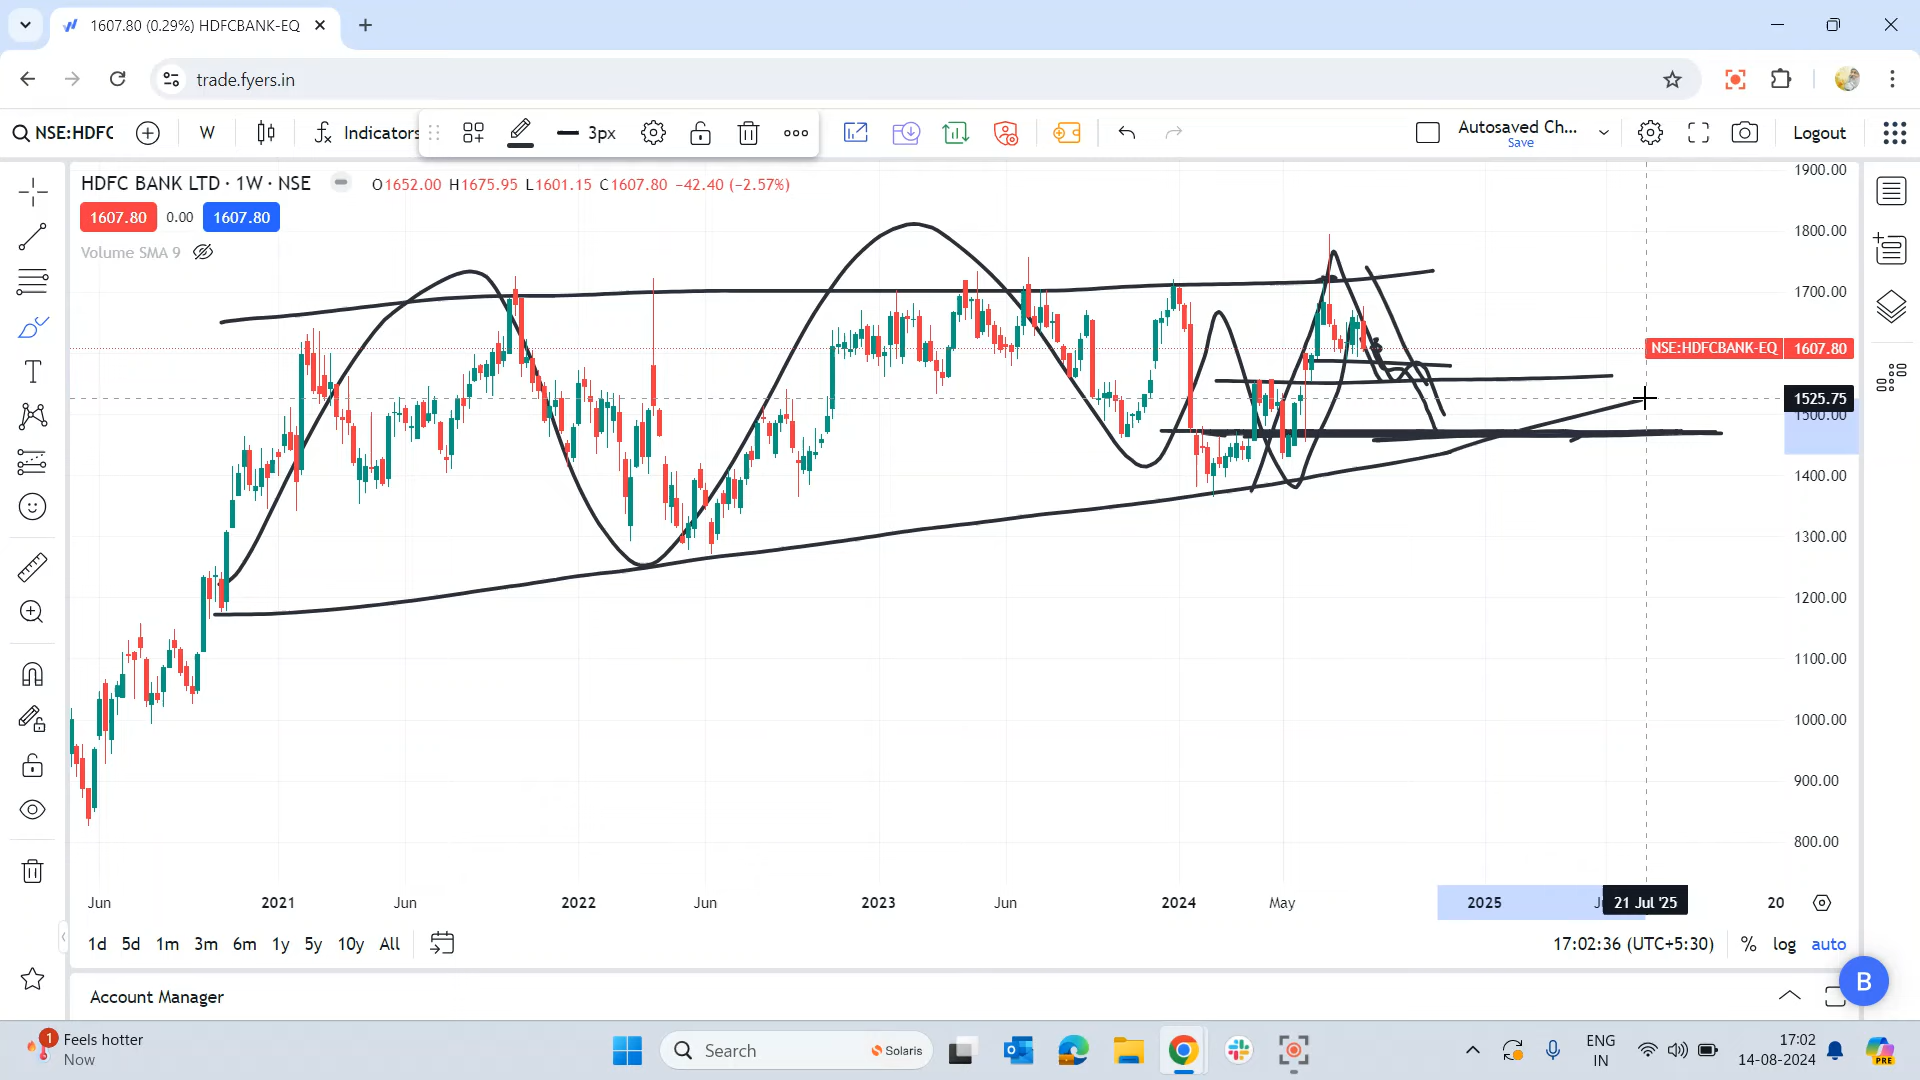 1607.80 (0.29%) HDFCBANK-EQ
trade.fyers.in
NSE:HDFC W Indicators 3px Autosaved Ch... Save Logout
HDFC BANK LTD · 1W · NSE O1652.00 H1675.95 L1601.15 C1607.80 −42.40 (−2.57%)
1607.80 0.00 1607.80
Volume SMA 9
1900.00
1800.00
1700.00
NSE:HDFCBANK-EQ 1607.80
1525.75
1500.00
1400.00
1300.00
1200.00
1100.00
1000.00
900.00
800.00
Jun 2021 Jun 2022 Jun 2023 Jun 2024 May 2025 21 Jul '25 20
1d 5d 1m 3m 6m 1y 5y 10y All 17:02:36 (UTC+5:30) % log auto
Account Manager
B
1 Feels hotter
Now
Search Solaris
ENG
IN
17:02
14-08-2024
PRE